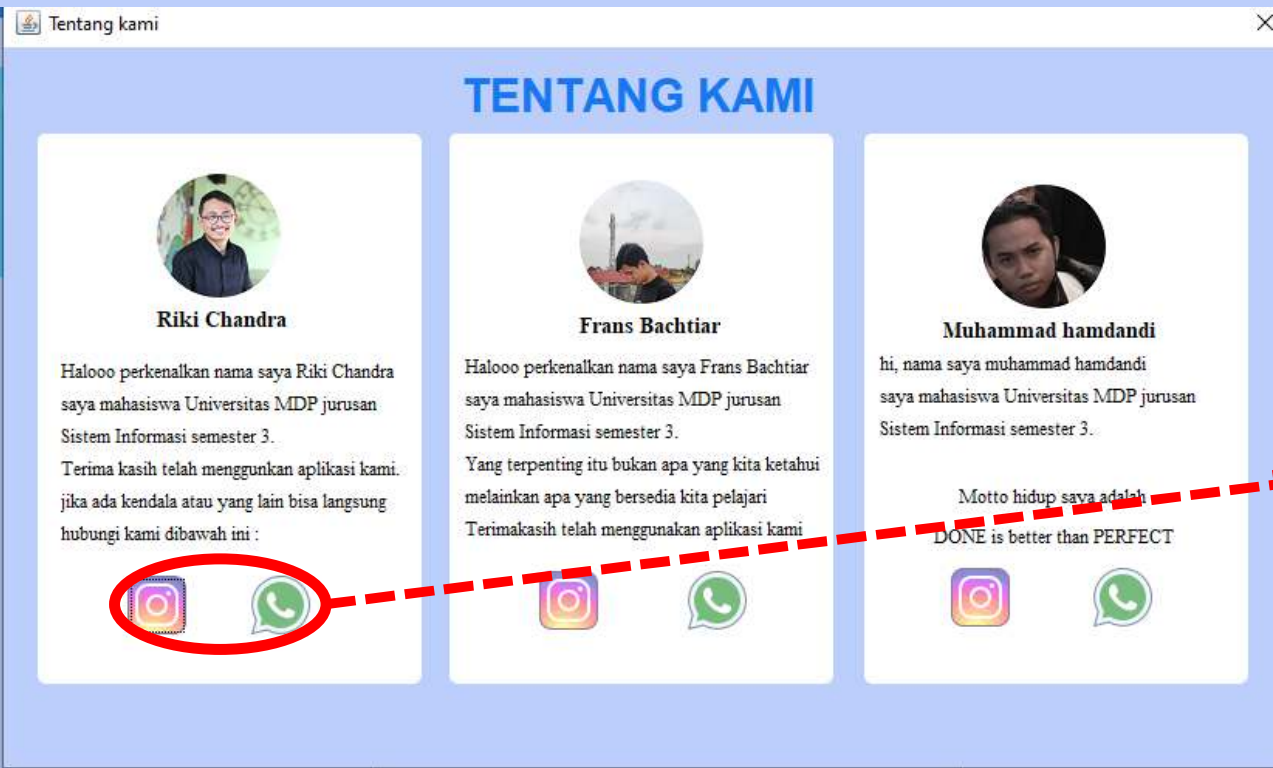 Tentang kami
TENTANG KAMI
Riki Chandra
Halooo perkenalkan nama saya Riki Chandra
saya mahasiswa Universitas MDP jurusan
Sistem Informasi semester 3.
Terima kasih telah menggunkan aplikasi kami.
jika ada kendala atau yang lain bisa langsung
hubungi kami dibawah ini :
Frans Bachtiar
Halooo perkenalkan nama saya Frans Bachtiar
saya mahasiswa Universitas MDP jurusan
Sistem Informasi semester 3.
Yang terpenting itu bukan apa yang kita ketahui
melainkan apa yang bersedia kita pelajari
Terimakasih telah menggunakan aplikasi kami
Muhammad hamdandi
hi, nama saya muhammad hamdandi
saya mahasiswa Universitas MDP jurusan
Sistem Informasi semester 3.
Motto hidup saya adalah
DONE is better than PERFECT